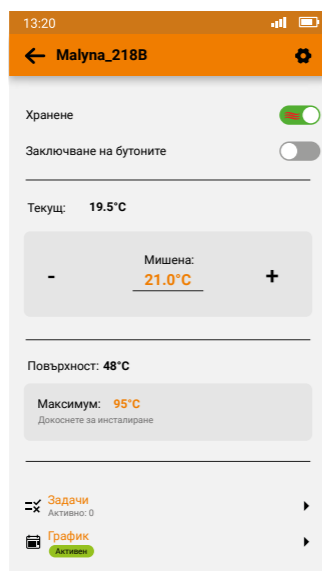 13:20
Malyna_218B
Хранене
Заключване на бутоните
Текущ: 19.5°C
Мишена:
- 21.0°C +
Повърхност: 48°C
Максимум: 95°C
Докоснете за инсталиране
Задачи
Активно: 0
График
Активен